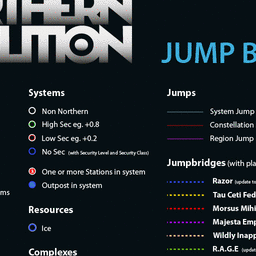 RTHERN
LITION
JUMP B
Systems
Non Northern
High Sec eg. +0.8
Low Sec eg. +0.2
No Sec (with Security Level and Security Class)
One or more Stations in system
Outpost in system
ms
Resources
Ice
Complexes
Jumps
System Jump
Constellation
Region Jump
Jumpbridges (with pla
Razor (update to
Tau Ceti Fed
Morsus Mihi
Majesta Emp
Wildly Inapp
R.A.G.E (update